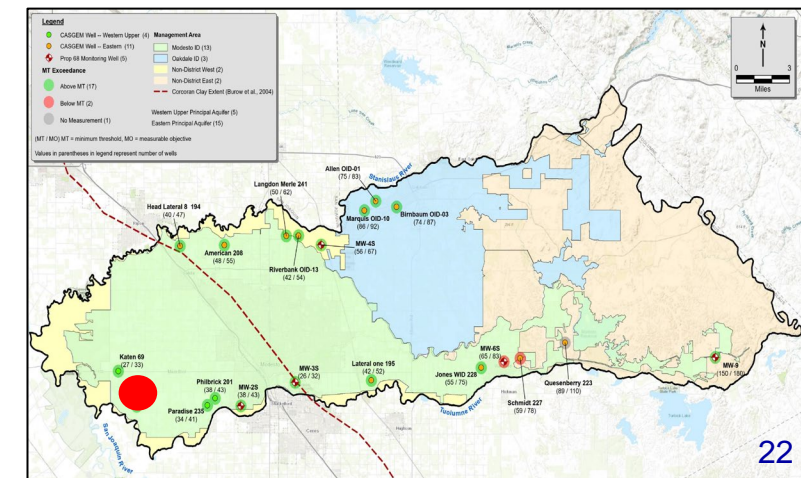 Legend
CASGEM Well -- Western Upper (4)
CASGEM Well -- Eastern (11)
Prop 68 Monitoring Well (5)
MT Exceedance
Above MT (17)
Below MT (2)
No Measurement (1)
Management Area
Modesto ID (13)
Oakdale ID (3)
Non-District West (2)
Non-District East (2)
Corcoran Clay Extent (Burow et al., 2004)
Western Upper Principal Aquifer (5)
Eastern Principal Aquifer (15)
(MT / MO) MT = minimum threshold, MO = measurable objective
Values in parentheses in legend represent number of wells
N
0 3
Miles
Allen OID-01
(75 / 83)
Stanislaus River
Langdon Merle 241
(50 / 62)
Head Lateral 8 194
(40 / 47)
Marquis OID-10
(86 / 92)
Birnbaum OID-03
(74 / 87)
American 208
(48 / 55)
MW-4S
(56 / 67)
Riverbank OID-13
(42 / 54)
Katen 69
(27 / 33)
Philbrick 201
(38 / 43)
MW-2S
(38 / 43)
Paradise 235
(34 / 41)
MW-3S
(26 / 32)
Lateral one 195
(42 / 52)
Jones WID 228
(55 / 75)
MW-6S
(65 / 83)
Schmidt 227
(59 / 78)
Quesenberry 223
(89 / 110)
MW-9
(150 / 180)
Tuolumne River
San Joaquin River
22